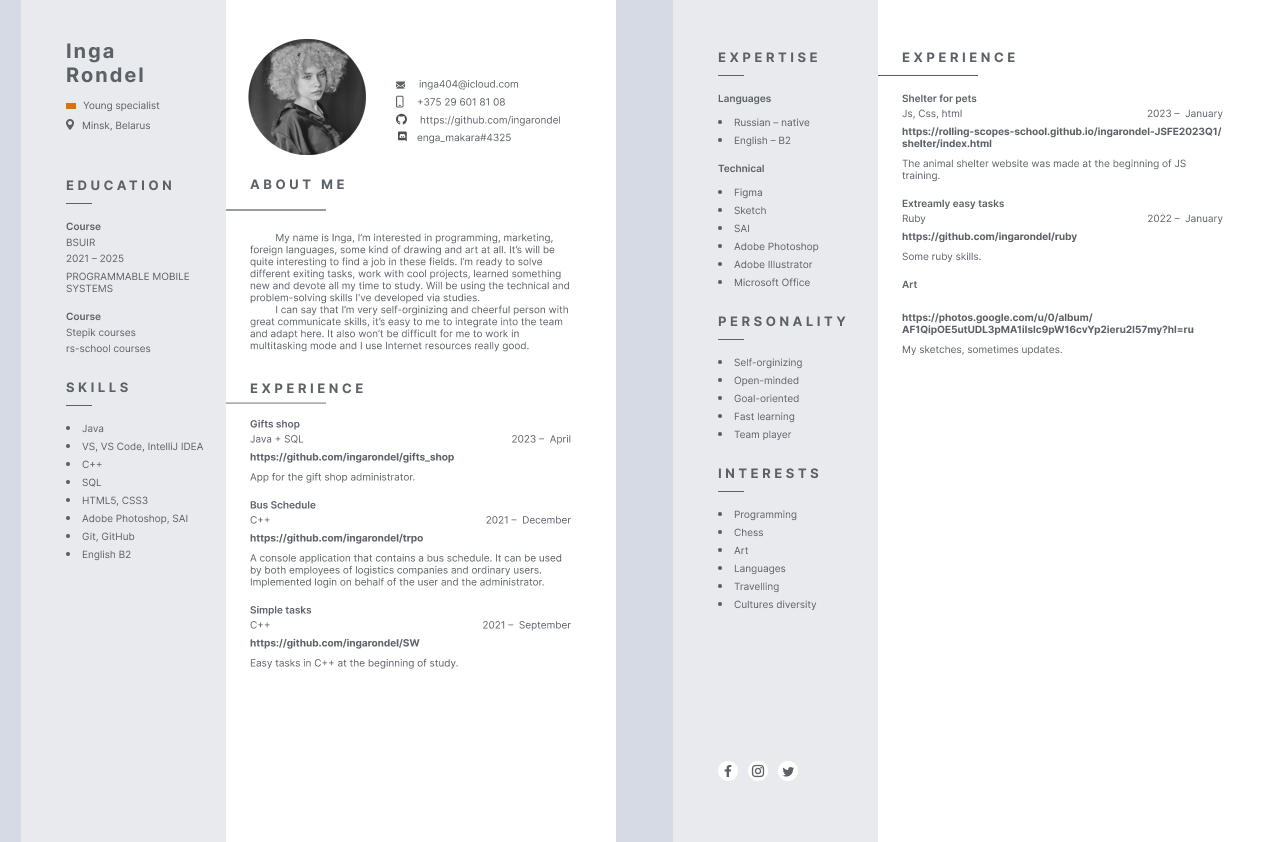 Inga
Rondel
Young specialist
Minsk, Belarus
inga404@icloud.com
+375 29 601 81 08
https://github.com/ingarondel
enga_makara#4325
EDUCATION
Course
BSUIR
2021 – 2025
PROGRAMMABLE MOBILE
SYSTEMS
Course
Stepik courses
rs-school courses
SKILLS
• Java
• VS, VS Code, IntelliJ IDEA
• C++
• SQL
• HTML5, CSS3
• Adobe Photoshop, SAI
• Git, GitHub
• English B2
ABOUT ME
My name is Inga, I’m interested in programming, marketing,
foreign languages, some kind of drawing and art at all. It’s will be
quite interesting to find a job in these fields. I’m ready to solve
different exiting tasks, work with cool projects, learned something
new and devote all my time to study. Will be using the technical and
problem-solving skills I’ve developed via studies.
I can say that I’m very self-orginizing and cheerful person with
great communicate skills, it’s easy to me to integrate into the team
and adapt here. It also won’t be difficult for me to work in
multitasking mode and I use Internet resources really good.
EXPERIENCE
Gifts shop
Java + SQL 2023 – April
https://github.com/ingarondel/gifts_shop
App for the gift shop administrator.
Bus Schedule
C++ 2021 – December
https://github.com/ingarondel/trpo
A console application that contains a bus schedule. It can be used
by both employees of logistics companies and ordinary users.
Implemented login on behalf of the user and the administrator.
Simple tasks
C++ 2021 – September
https://github.com/ingarondel/SW
Easy tasks in C++ at the beginning of study.
EXPERTISE
Languages
• Russian – native
• English – B2
Technical
• Figma
• Sketch
• SAI
• Adobe Photoshop
• Adobe Illustrator
• Microsoft Office
PERSONALITY
• Self-orginizing
• Open-minded
• Goal-oriented
• Fast learning
• Team player
INTERESTS
• Programming
• Chess
• Art
• Languages
• Travelling
• Cultures diversity
EXPERIENCE
Shelter for pets
Js, Css, html 2023 – January
https://rolling-scopes-school.github.io/ingarondel-JSFE2023Q1/
shelter/index.html
The animal shelter website was made at the beginning of JS
training.
Extreamly easy tasks
Ruby 2022 – January
https://github.com/ingarondel/ruby
Some ruby skills.
Art
https://photos.google.com/u/0/album/
AF1QipOE5utUDL3pMA1iIsIc9pW16cvYp2ieru2I57my?hl=ru
My sketches, sometimes updates.